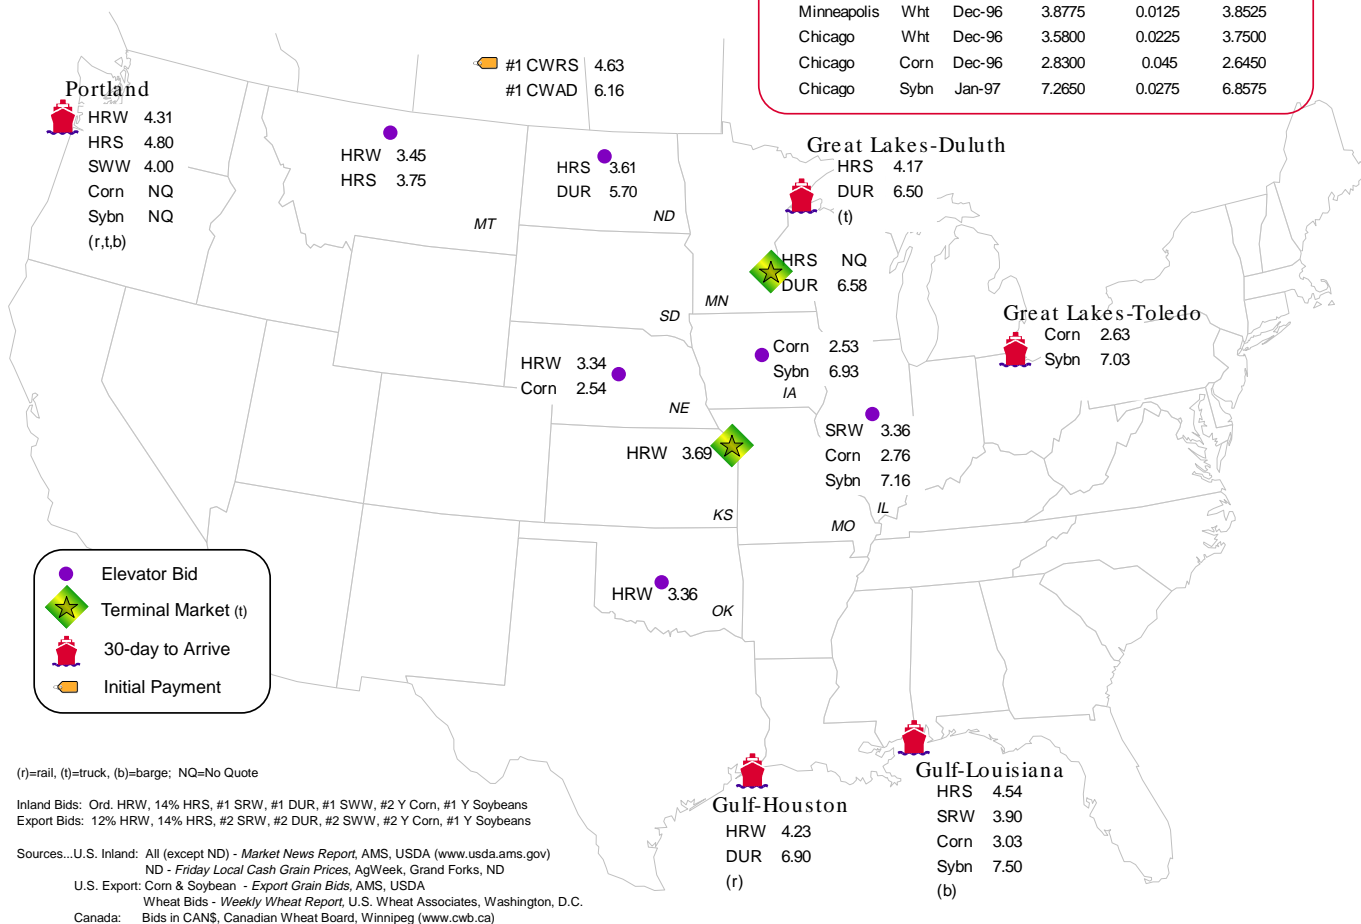 Minneapolis Wht Dec-96 3.8775 0.0125 3.8525
Chicago Wht Dec-96 3.5800 0.0225 3.7500
Chicago Corn Dec-96 2.8300 0.045 2.6450
Chicago Sybn Jan-97 7.2650 0.0275 6.8575
#1 CWRS 4.63
#1 CWAD 6.16
Portland
HRW 4.31
HRS 4.80
SWW 4.00
Corn NQ
Sybn NQ
(r,t,b)
HRW 3.45
HRS 3.75
MT
HRS 3.61
DUR 5.70
ND
Great Lakes-Duluth
HRS 4.17
DUR 6.50
(t)
HRS NQ
DUR 6.58
MN
SD
Great Lakes-Toledo
Corn 2.63
Sybn 7.03
HRW 3.34
Corn 2.54
NE
Corn 2.53
Sybn 6.93
IA
SRW 3.36
Corn 2.76
Sybn 7.16
IL
HRW 3.69
KS
MO
HRW 3.36
OK
Elevator Bid
Terminal Market (t)
30-day to Arrive
Initial Payment
Gulf-Houston
HRW 4.23
DUR 6.90
(r)
Gulf-Louisiana
HRS 4.54
SRW 3.90
Corn 3.03
Sybn 7.50
(b)
(r)=rail, (t)=truck, (b)=barge; NQ=No Quote
Inland Bids: Ord. HRW, 14% HRS, #1 SRW, #1 DUR, #1 SWW, #2 Y Corn, #1 Y Soybeans
Export Bids: 12% HRW, 14% HRS, #2 SRW, #2 DUR, #2 SWW, #2 Y Corn, #1 Y Soybeans
Sources...U.S. Inland: All (except ND) - Market News Report, AMS, USDA (www.usda.ams.gov)
ND - Friday Local Cash Grain Prices, AgWeek, Grand Forks, ND
U.S. Export: Corn & Soybean - Export Grain Bids, AMS, USDA
Wheat Bids - Weekly Wheat Report, U.S. Wheat Associates, Washington, D.C.
Canada: Bids in CAN$, Canadian Wheat Board, Winnipeg (www.cwb.ca)